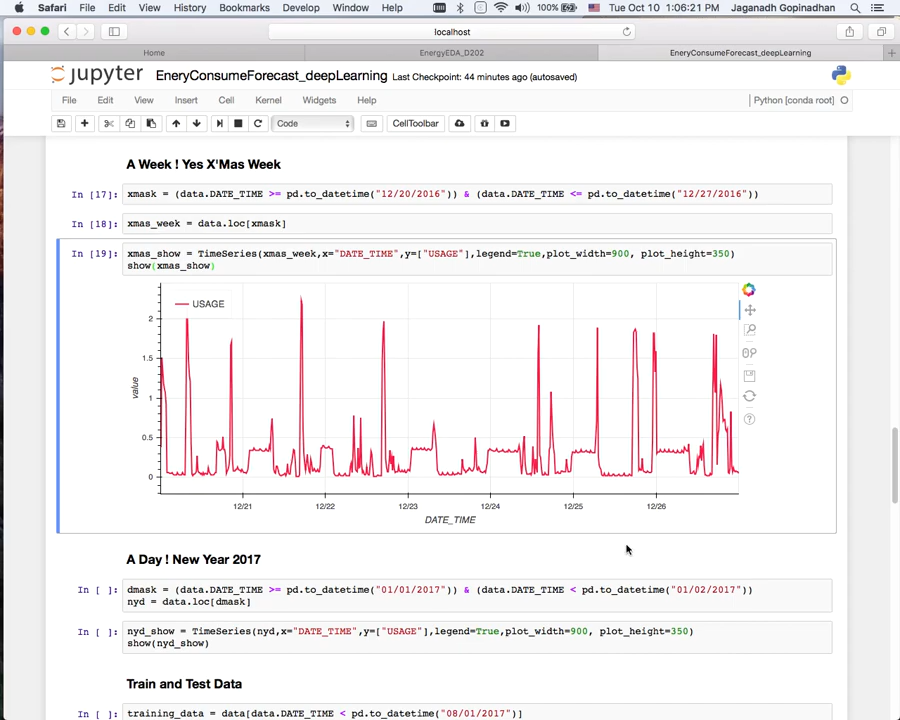 Safari File Edit View History Bookmarks Develop Window Help 100% Tue Oct 10 1:06:21 PM Jaganadh Gopinadhan
localhost
Home EnergyEDA_D202 EneryConsumeForecast_deepLearning
jupyter EneryConsumeForecast_deepLearning Last Checkpoint: 44 minutes ago (autosaved)
File Edit View Insert Cell Kernel Widgets Help Python [conda root]
Code CellToolbar
A Week ! Yes X'Mas Week
In [17]: xmask = (data.DATE_TIME >= pd.to_datetime("12/20/2016")) & (data.DATE_TIME <= pd.to_datetime("12/27/2016"))
In [18]: xmas_week = data.loc[xmask]
In [19]: xmas_show = TimeSeries(xmas_week,x="DATE_TIME",y=["USAGE"],legend=True,plot_width=900, plot_height=350)
show(xmas_show)
USAGE
2
1.5
value
1
0.5
0
12/21 12/22 12/23 12/24 12/25 12/26
DATE_TIME
A Day ! New Year 2017
In [ ]: dmask = (data.DATE_TIME >= pd.to_datetime("01/01/2017")) & (data.DATE_TIME < pd.to_datetime("01/02/2017"))
nyd = data.loc[dmask]
In [ ]: nyd_show = TimeSeries(nyd,x="DATE_TIME",y=["USAGE"],legend=True,plot_width=900, plot_height=350)
show(nyd_show)
Train and Test Data
In [ ]: training_data = data[data.DATE_TIME < pd.to_datetime("08/01/2017")]